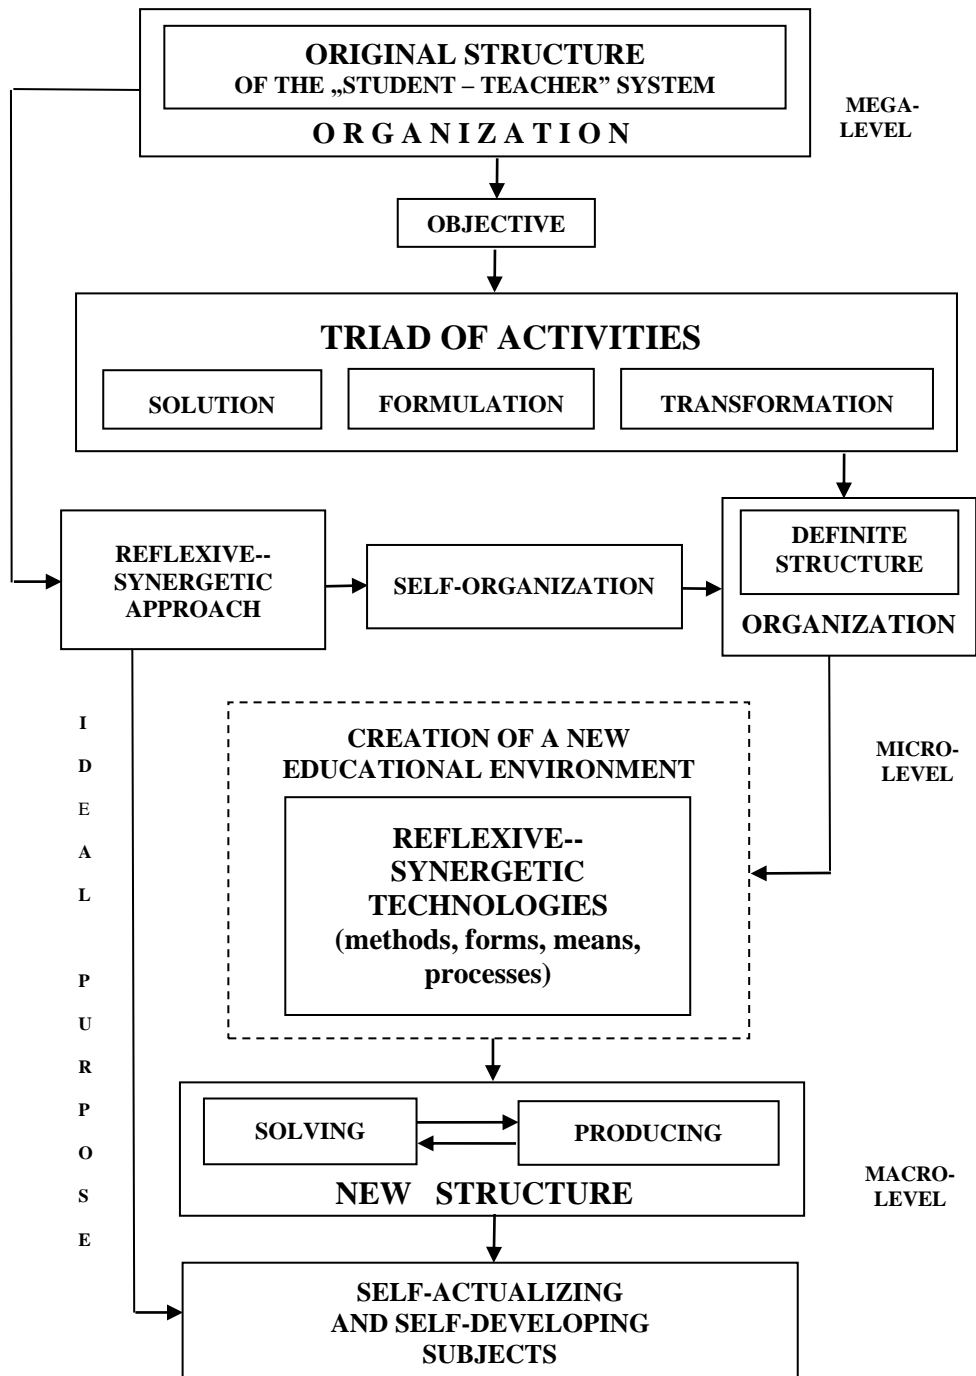 ORIGINAL STRUCTURE
OF THE „STUDENT – TEACHER” SYSTEM
O R G A N I Z A T I O N
MEGA-
LEVEL
OBJECTIVE
TRIAD OF ACTIVITIES
SOLUTION
FORMULATION
TRANSFORMATION
REFLEXIVE--
SYNERGETIC
APPROACH
SELF-ORGANIZATION
DEFINITE
STRUCTURE
ORGANIZATION
I
D
E
A
L
P
U
R
P
O
S
E
CREATION OF A NEW
EDUCATIONAL ENVIRONMENT
REFLEXIVE--
SYNERGETIC
TECHNOLOGIES
(methods, forms, means,
processes)
MICRO-
LEVEL
SOLVING
PRODUCING
NEW STRUCTURE
MACRO-
LEVEL
SELF-ACTUALIZING
AND SELF-DEVELOPING
SUBJECTS